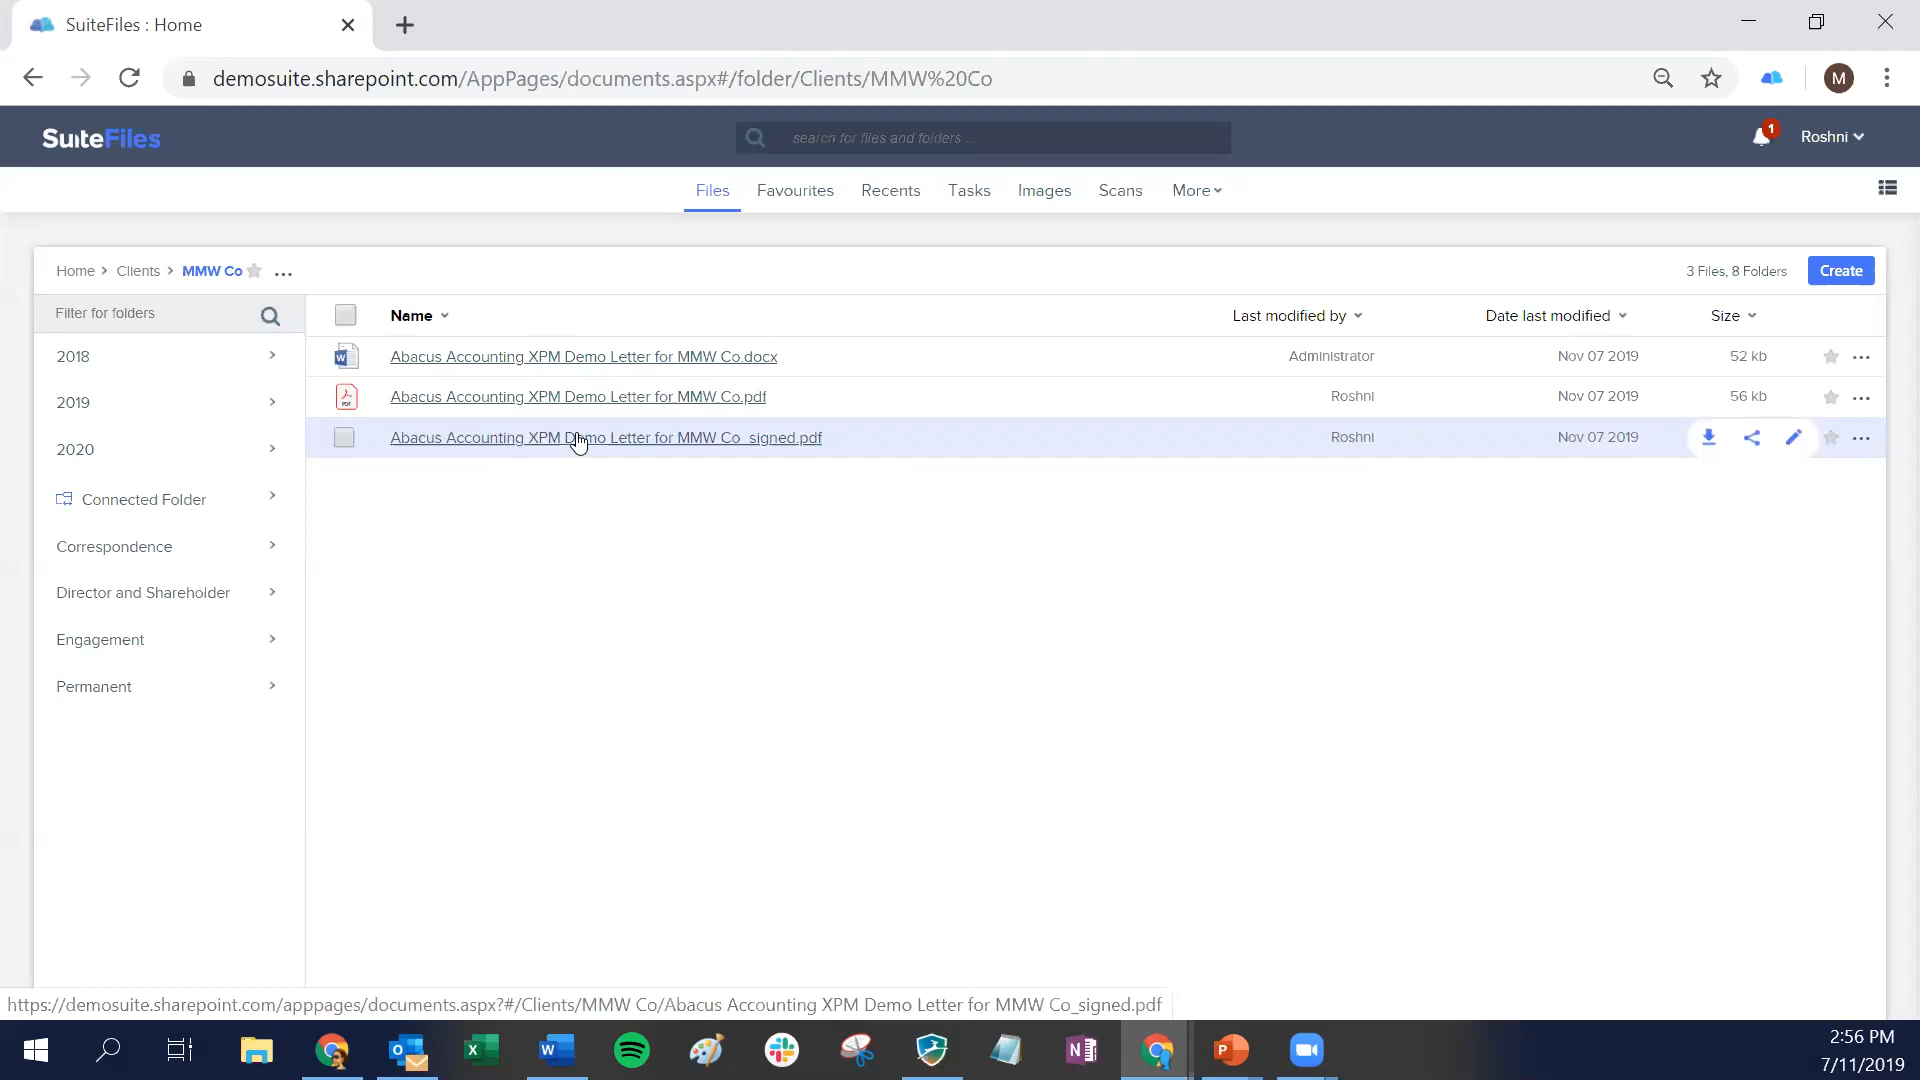 SuiteFiles : Home
demosuite.sharepoint.com/AppPages/documents.aspx#/folder/Clients/MMW%20Co
M
SuiteFiles
search for files and folders ...
1
Roshni
Files Favourites Recents Tasks Images Scans More
Home > Clients > MMW Co ...
3 Files, 8 Folders
Create
Filter for folders
Name Last modified by Date last modified Size
2018
2019
2020
Connected Folder
Correspondence
Director and Shareholder
Engagement
Permanent
Abacus Accounting XPM Demo Letter for MMW Co.docx Administrator Nov 07 2019 52 kb
Abacus Accounting XPM Demo Letter for MMW Co.pdf Roshni Nov 07 2019 56 kb
Abacus Accounting XPM Demo Letter for MMW Co_signed.pdf Roshni Nov 07 2019
https://demosuite.sharepoint.com/apppages/documents.aspx?#/Clients/MMW Co/Abacus Accounting XPM Demo Letter for MMW Co_signed.pdf
2:56 PM
7/11/2019